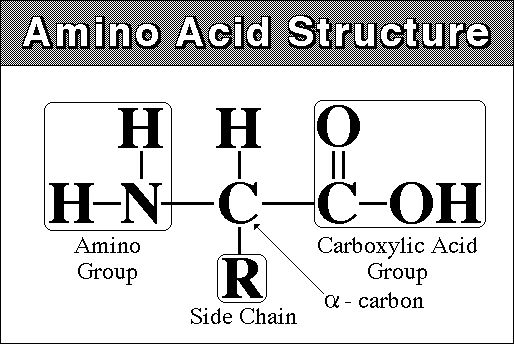 Amino Acid Structure
H H O
H–N–C–C–OH
Amino
Group
Carboxylic Acid
Group
R
α - carbon
Side Chain